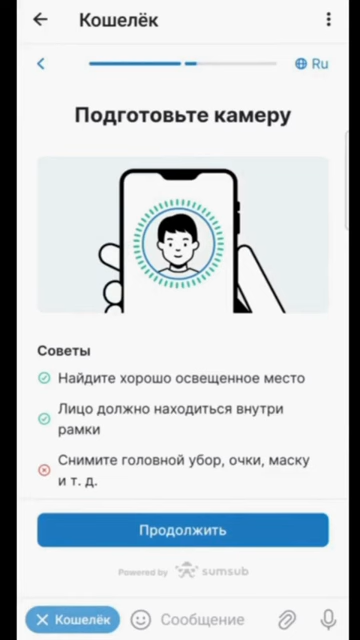 Кошелёк
Ru
Подготовьте камеру
Советы
Найдите хорошо освещенное место
Лицо должно находиться внутри
рамки
Снимите головной убор, очки, маску
и т. д.
Продолжить
Powered by sumsub
Кошелёк Сообщение